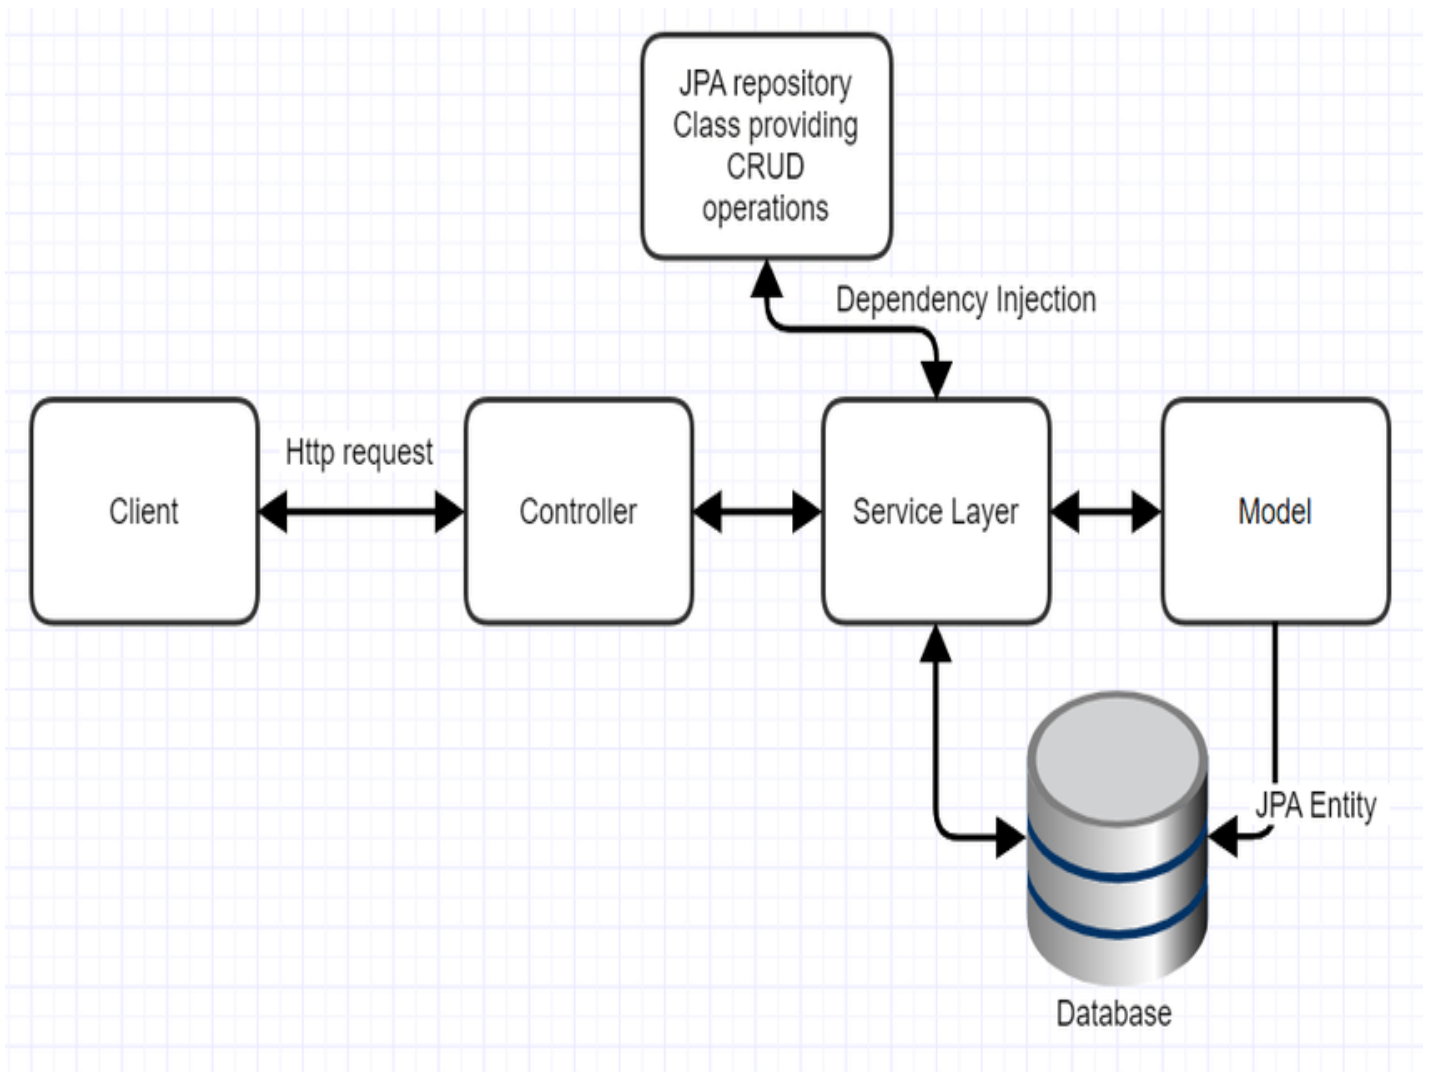 JPA repository
Class providing
CRUD
operations
Dependency Injection
Http request
Client
Controller
Service Layer
Model
JPA Entity
Database